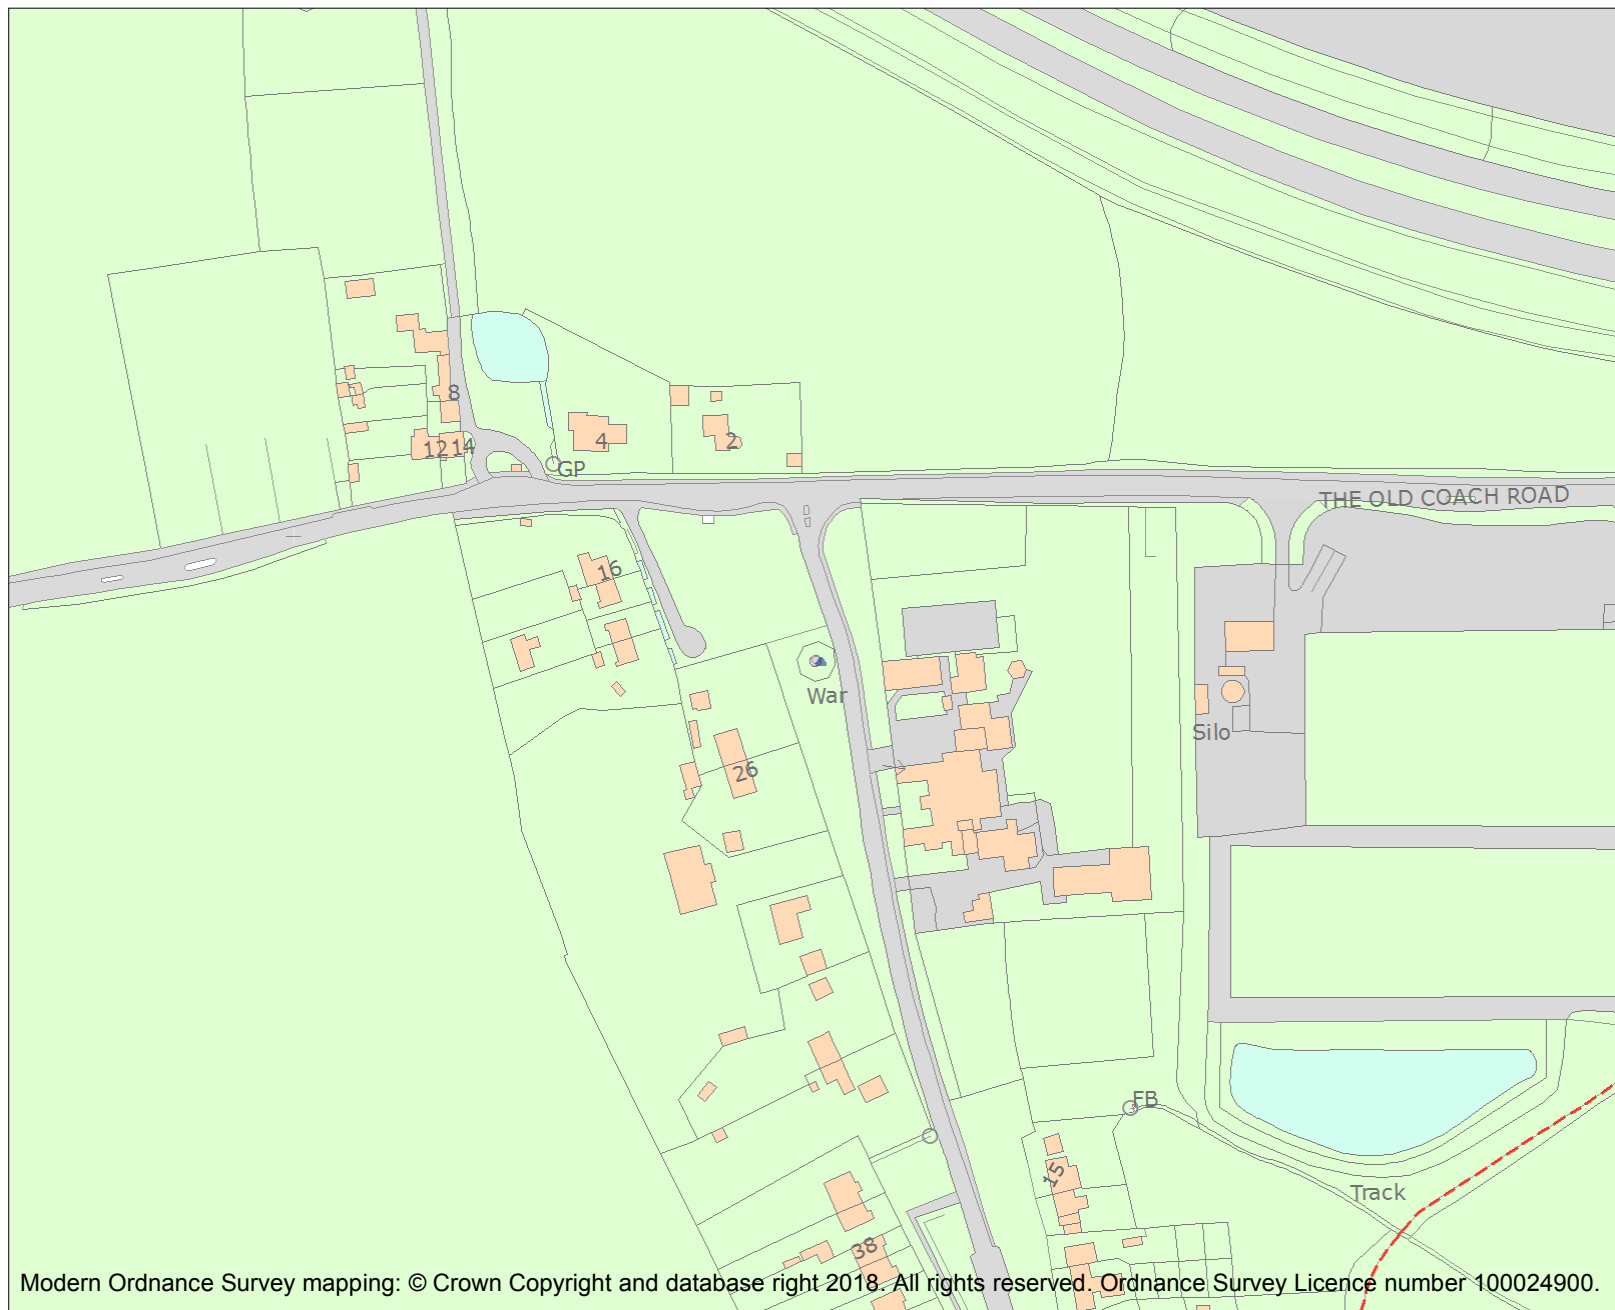 8
12 14
4
2
GP
THE OLD COACH ROAD
16
War
Silo
26
FB
15
Track
38
Modern Ordnance Survey mapping: © Crown Copyright and database right 2018. All rights reserved. Ordnance Survey Licence number 100024900.